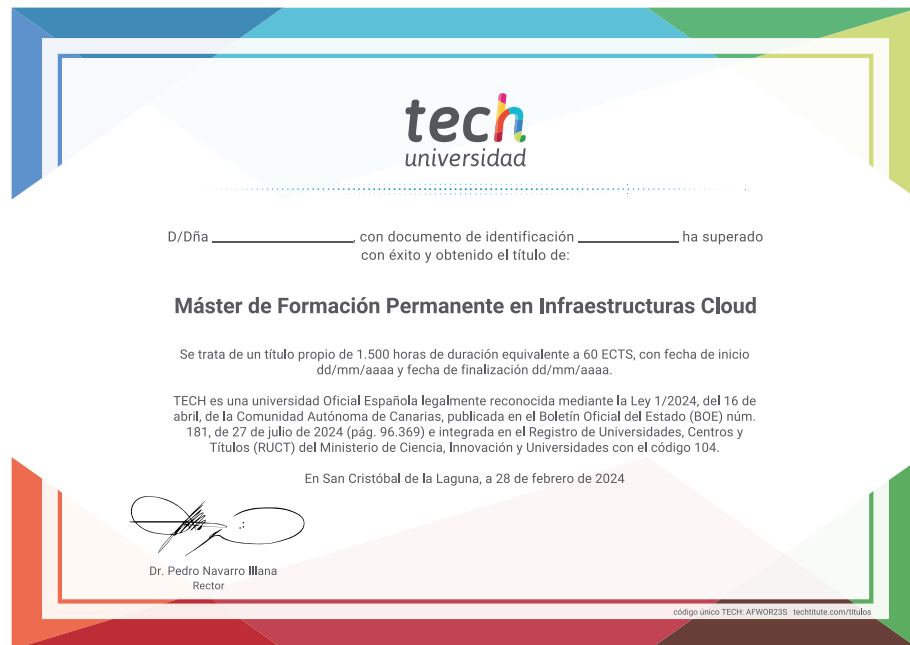 tech
universidad
D/Dña ____________________, con documento de identificación ______________ ha superado
con éxito y obtenido el título de:
Máster de Formación Permanente en Infraestructuras Cloud
Se trata de un título propio de 1.500 horas de duración equivalente a 60 ECTS, con fecha de inicio
dd/mm/aaaa y fecha de finalización dd/mm/aaaa.
TECH es una universidad Oficial Española legalmente reconocida mediante la Ley 1/2024, del 16 de
abril, de la Comunidad Autónoma de Canarias, publicada en el Boletín Oficial del Estado (BOE) núm.
181, de 27 de julio de 2024 (pág. 96.369) e integrada en el Registro de Universidades, Centros y
Títulos (RUCT) del Ministerio de Ciencia, Innovación y Universidades con el código 104.
En San Cristóbal de la Laguna, a 28 de febrero de 2024
Dr. Pedro Navarro Illana
Rector
código único TECH: AFWOR23S techtitute.com/titulos